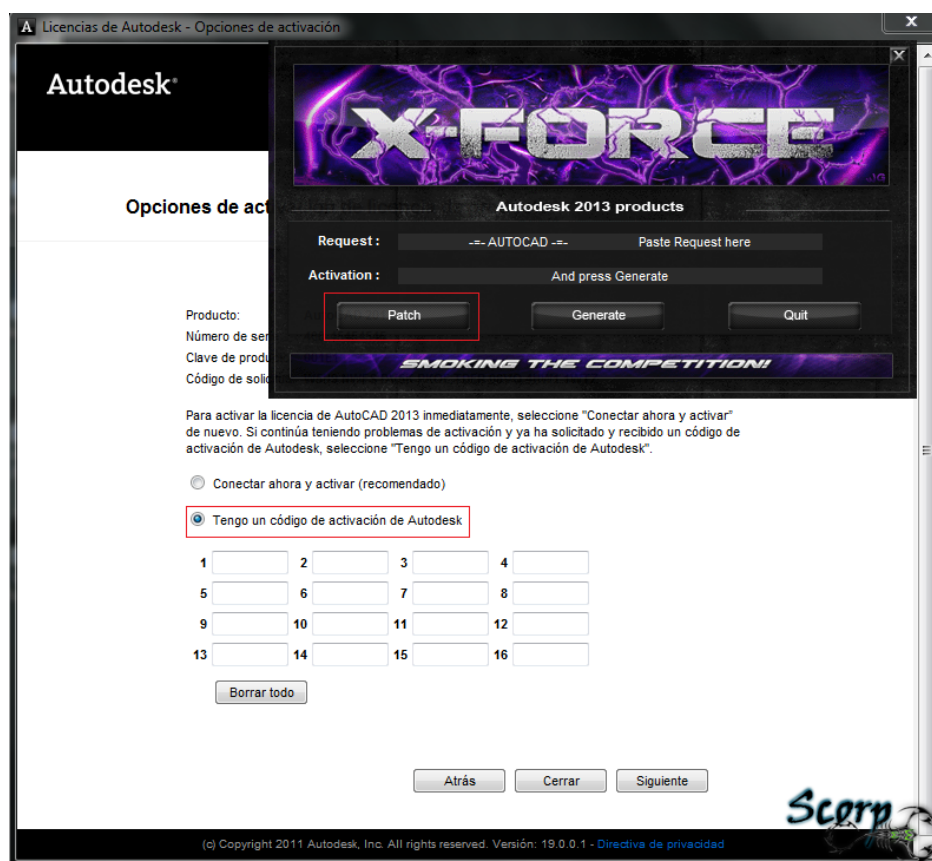 Licencias de Autodesk - Opciones de activación
Autodesk
X-FORCE
Autodesk 2013 products
Opciones de act
Request : -=- AUTOCAD -=- Paste Request here
Activation : And press Generate
Patch Generate Quit
Producto:
Número de ser
Clave de produ
Código de solic
SMOKING THE COMPETITION!
Para activar la licencia de AutoCAD 2013 inmediatamente, seleccione "Conectar ahora y activar"
de nuevo. Si continúa teniendo problemas de activación y ya ha solicitado y recibido un código de
activación de Autodesk, seleccione "Tengo un código de activación de Autodesk".
Conectar ahora y activar (recomendado)
Tengo un código de activación de Autodesk
1 2 3 4
5 6 7 8
9 10 11 12
13 14 15 16
Borrar todo
Atrás Cerrar Siguiente
Scorp
(c) Copyright 2011 Autodesk, Inc. All rights reserved. Versión: 19.0.0.1 - Directiva de privacidad